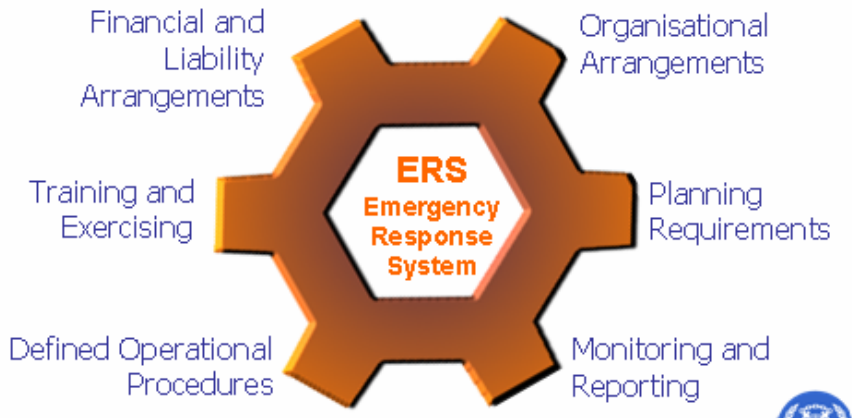 Financial and
Liability
Arrangements
Organisational
Arrangements
Training and
Exercising
ERS
Emergency
Response
System
Planning
Requirements
Defined Operational
Procedures
Monitoring and
Reporting